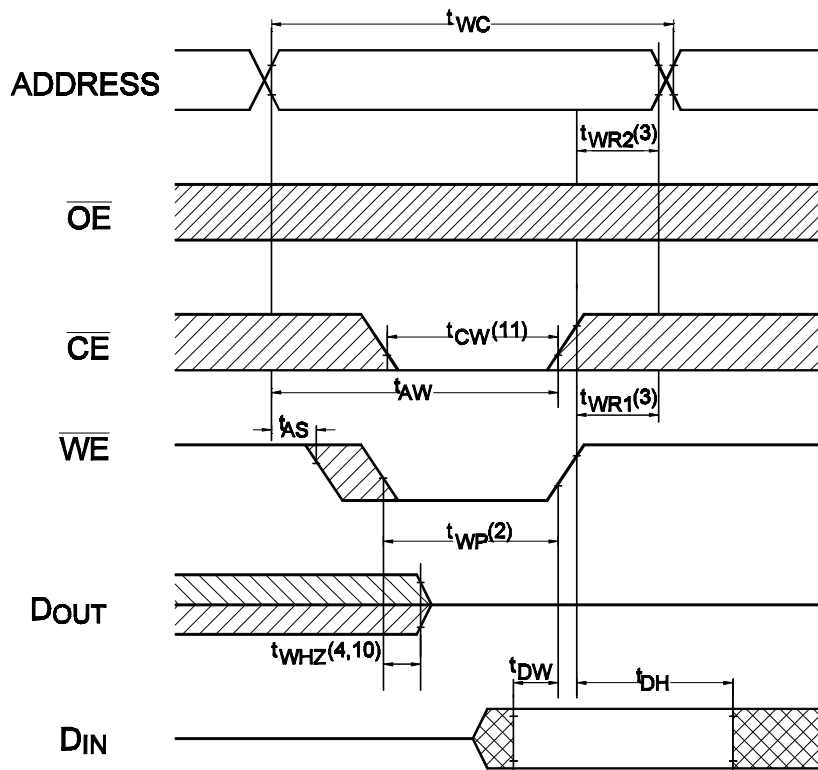 tWC
ADDRESS
tWR2(3)
OE
CE
tCW(11)
tAW
tWR1(3)
tAS
WE
tWP(2)
DOUT
tWHZ(4,10)
tDW
tDH
DIN